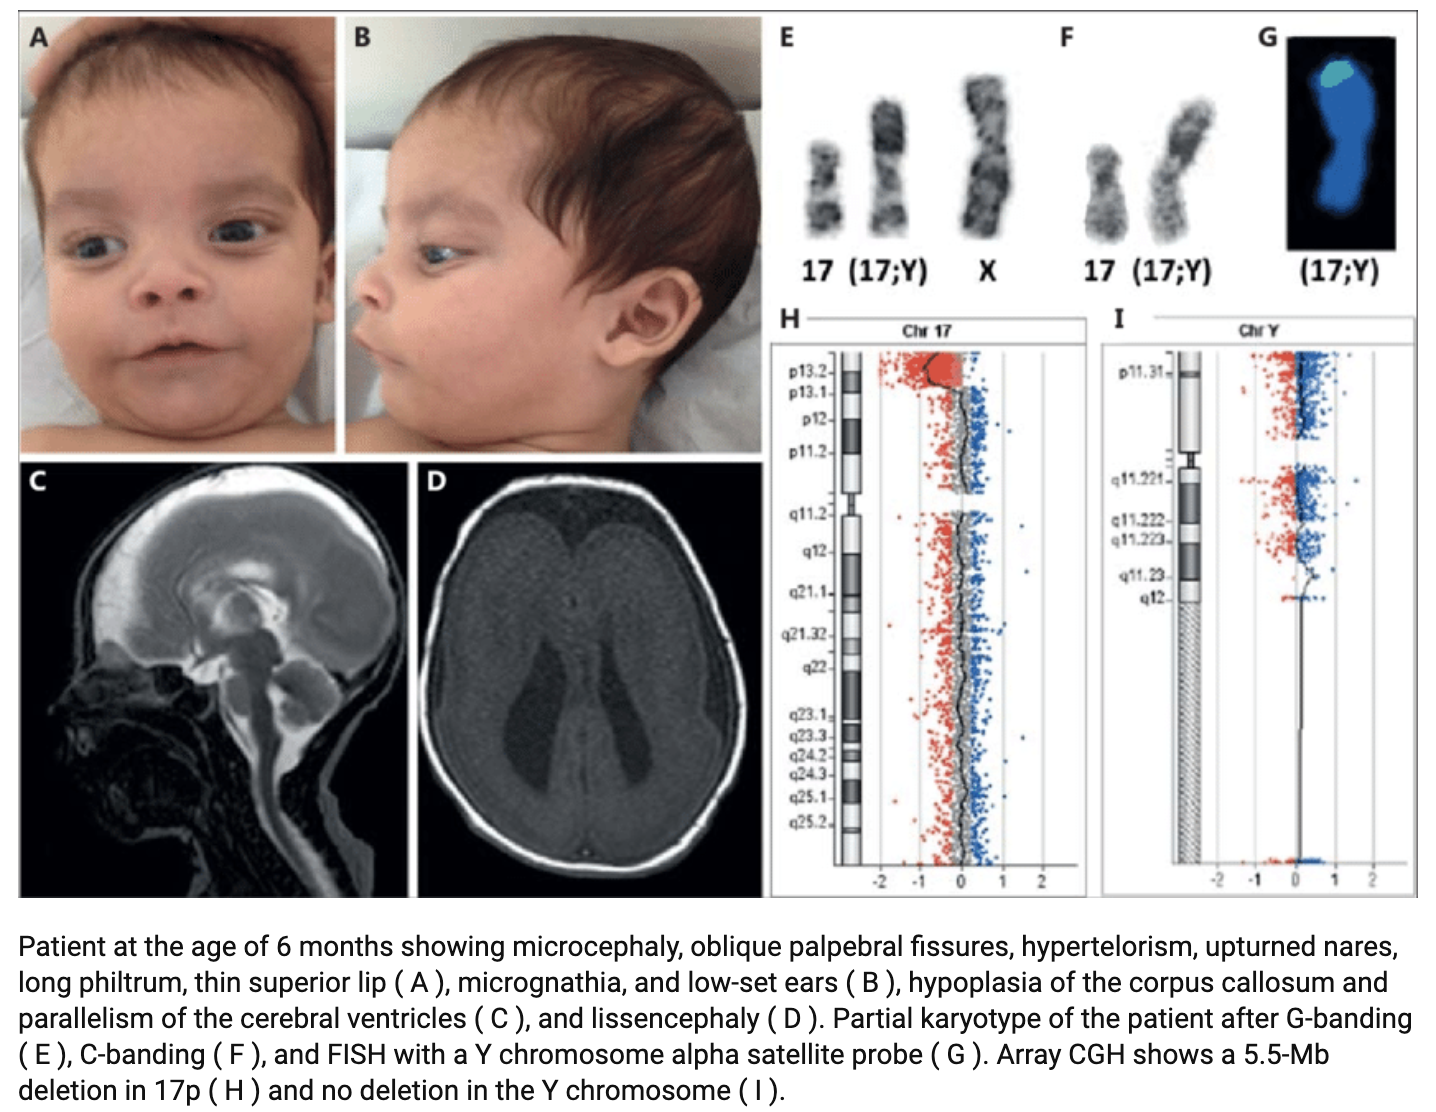 A
B
E
F
G
17 (17;Y) X
17 (17;Y)
(17;Y)
C
D
H
Chr 17
p13.2
p13.1
p12
p11.2
q11.2
q12
q21.1
q21.32
q22
q23.1
q23.3
q24.2
q24.3
q25.1
q25.2
-2 -1 0 1 2
I
Chr Y
p11.31
q11.221
q11.222
q11.223
q11.23
q12
-2 -1 0 1 2
Patient at the age of 6 months showing microcephaly, oblique palpebral fissures, hypertelorism, upturned nares,
long philtrum, thin superior lip ( A ), micrognathia, and low-set ears ( B ), hypoplasia of the corpus callosum and
parallelism of the cerebral ventricles ( C ), and lissencephaly ( D ). Partial karyotype of the patient after G-banding
( E ), C-banding ( F ), and FISH with a Y chromosome alpha satellite probe ( G ). Array CGH shows a 5.5-Mb
deletion in 17p ( H ) and no deletion in the Y chromosome ( I ).